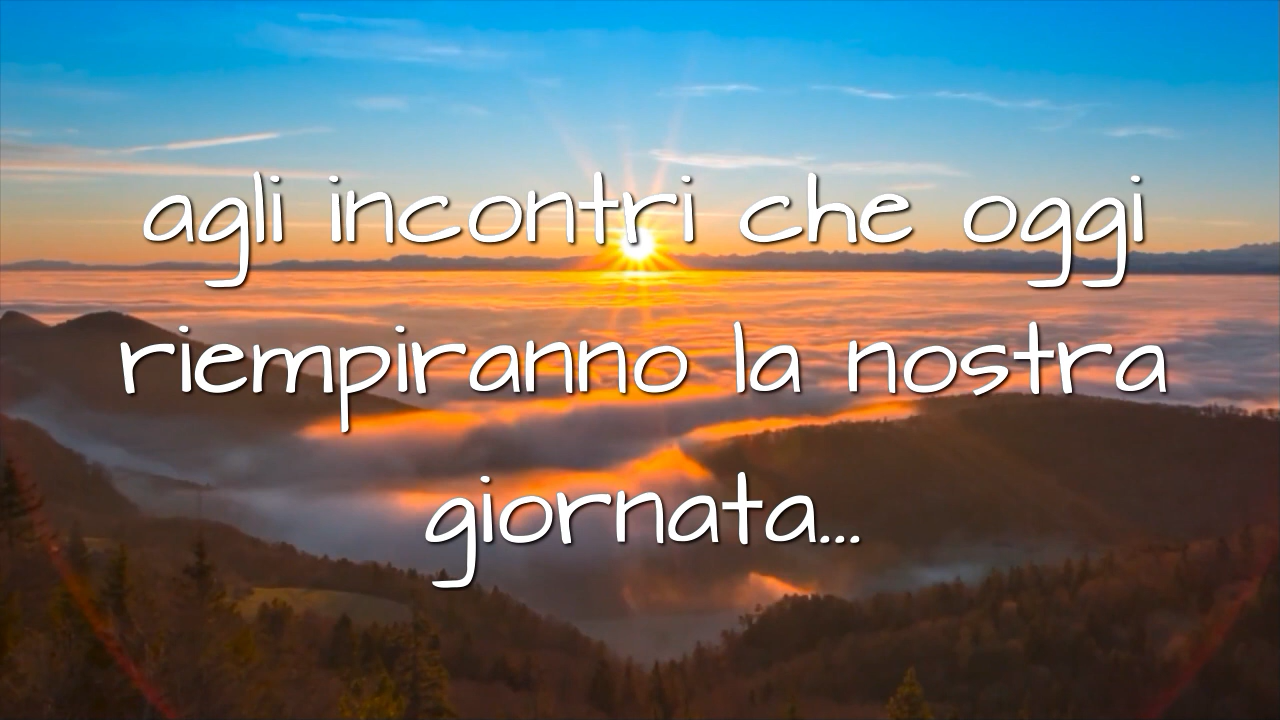 agli incontri che oggi
riempiranno la nostra
giornata...